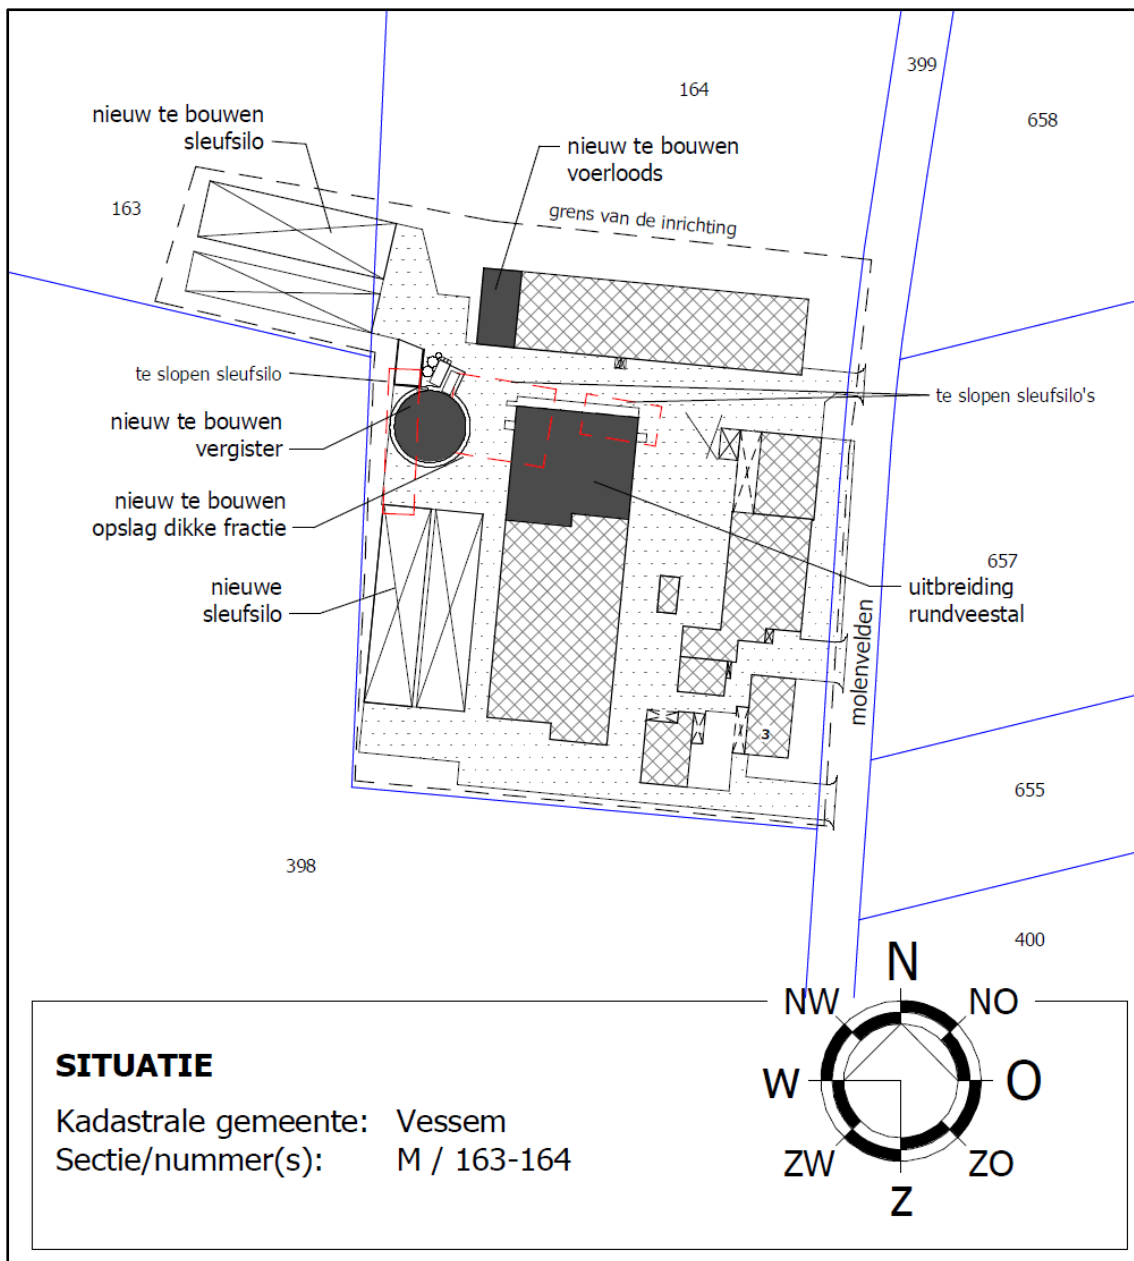 399
164
658
nieuw te bouwen
sleufsilo
nieuw te bouwen
voerloods
163
grens van de inrichting
te slopen sleufsilo
te slopen sleufsilo's
nieuw te bouwen
vergister
nieuw te bouwen
opslag dikke fractie
657
nieuwe
sleufsilo
uitbreiding
rundveestal
molenvelden
3
655
398
400
N
NW
NO
W
O
ZW
ZO
Z
SITUATIE
Kadastrale gemeente: Vessem
Sectie/nummer(s): M / 163-164